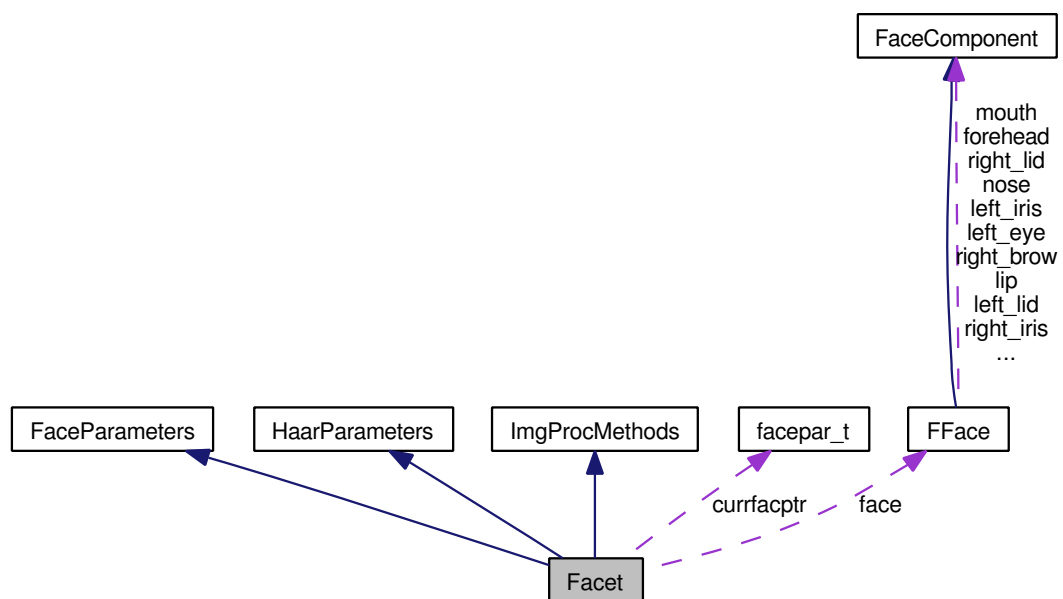 FaceComponent
mouth
forehead
right_lid
nose
left_iris
left_eye
right_brow
lip
left_lid
right_iris
...
FaceParameters
HaarParameters
ImgProcMethods
facepar_t
FFace
currfacptr
face
Facet